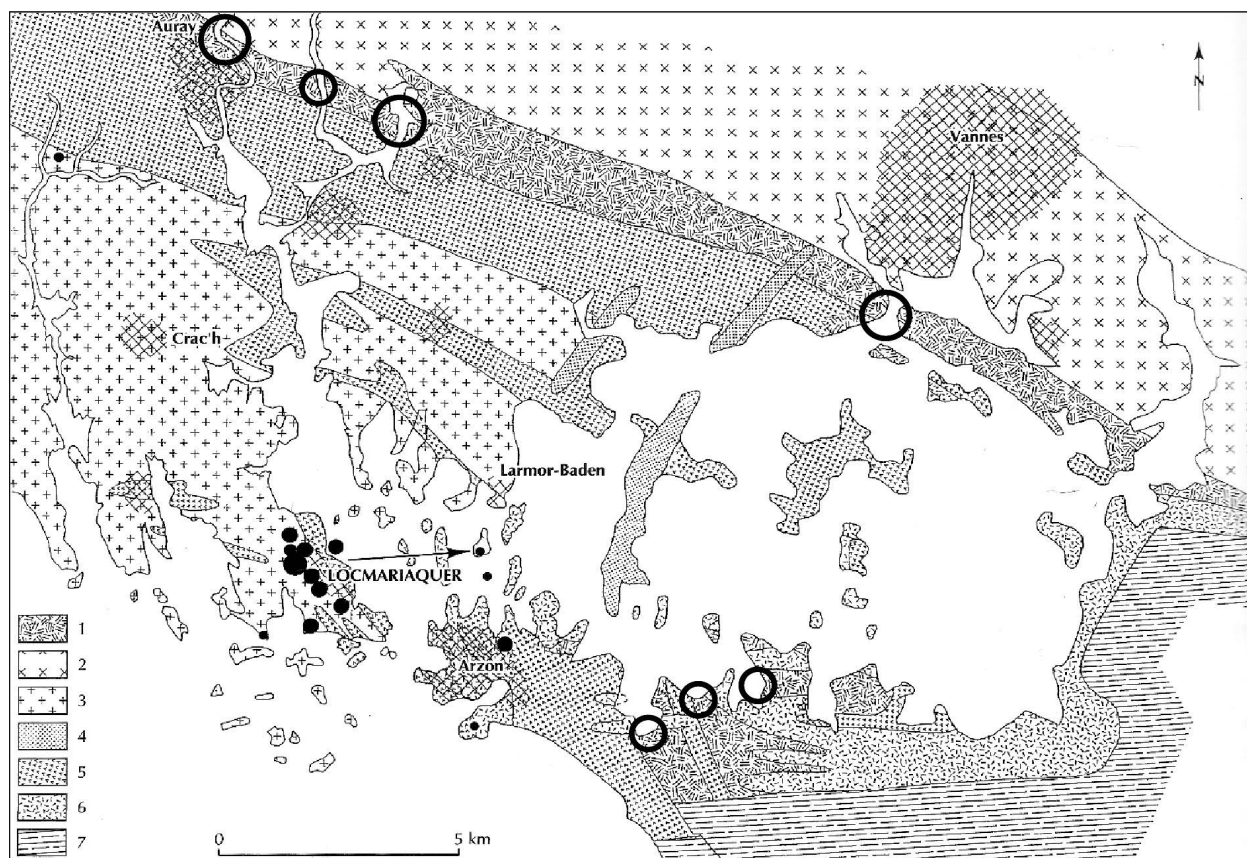 Auray
N
Vannes
Crac'h
Larmor-Baden
LOCMARIAQUER
Arzon
1
2
3
4
5
6
7
0
5 km